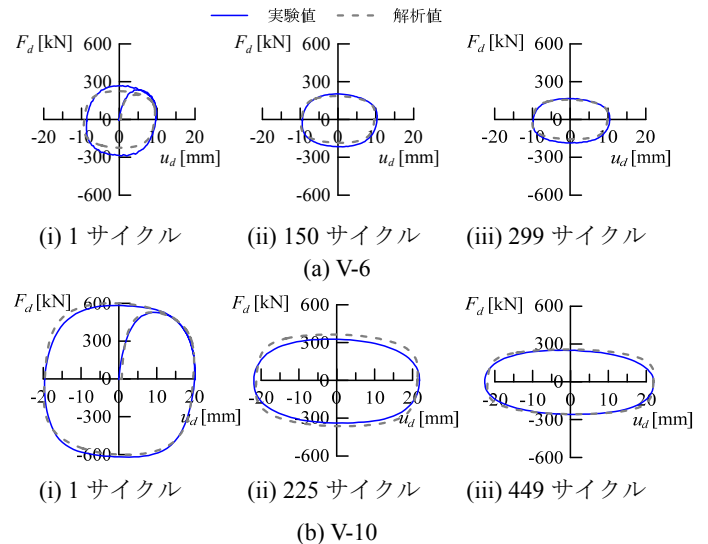 実験値 解析値
F_d [kN] 600 F_d [kN] 600 F_d [kN] 600
300 300 300
0 0 0
-20 -10 0 10 20 -20 -10 0 10 20 -20 -10 0 10 20
-300 u_d [mm] -300 u_d [mm] -300 u_d [mm]
-600 -600 -600
(i) 1 サイクル (ii) 150 サイクル (iii) 299 サイクル
(a) V-6
F_d [kN] 600 F_d [kN] 600 F_d [kN] 600
300 300 300
0 0 0
-20 -10 0 10 20 -20 -10 0 10 20 -20 -10 0 10 20
-300 u_d [mm] -300 u_d [mm] -300 u_d [mm]
-600 -600 -600
(i) 1 サイクル (ii) 225 サイクル (iii) 449 サイクル
(b) V-10